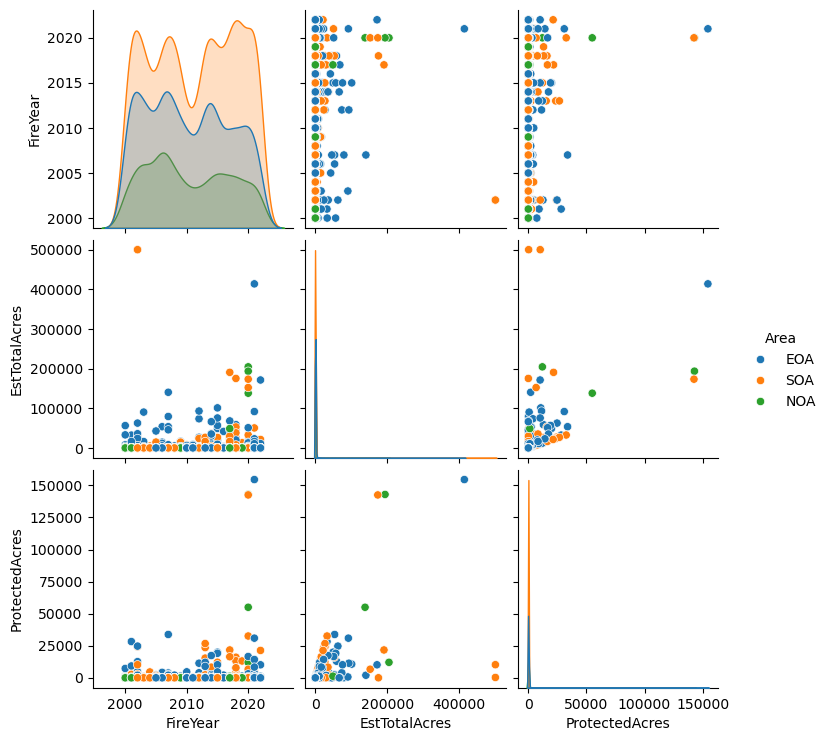 2020
2015
2010
2005
2000
FireYear
500000
400000
300000
200000
100000
0
EstTotalAcres
Area
EOA
SOA
NOA
150000
125000
100000
75000
50000
25000
0
ProtectedAcres
2000 2010 2020 0 200000 400000 0 50000 100000 150000
FireYear EstTotalAcres ProtectedAcres